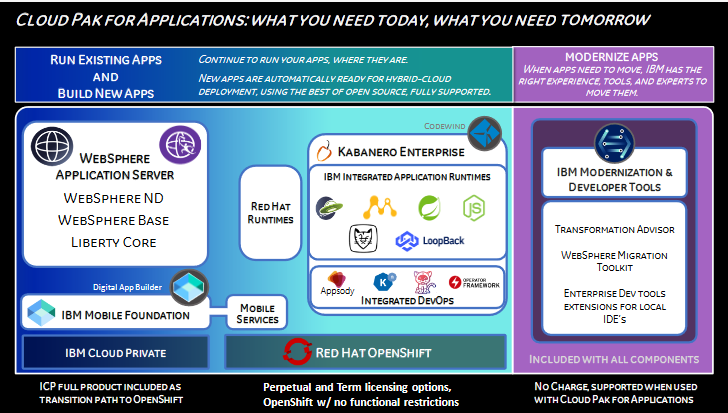 Cloud Pak for Applications: what you need today, what you need tomorrow
Run Existing Apps
and
Build New Apps
Continue to run your apps, where they are.
New apps are automatically ready for hybrid-cloud
deployment, using the best of open source, fully supported.
Modernize Apps
When apps need to move, IBM has the
right experience, tools, and experts to
move them.
WebSphere
Application Server
WebSphere ND
WebSphere Base
Liberty Core
Digital App Builder
IBM Mobile Foundation
Red Hat
Runtimes
Mobile
Services
Codewind
Kabanero Enterprise
IBM Integrated Application Runtimes
JS
LoopBack
Appsody
K
OPERATOR
FRAMEWORK
Integrated DevOps
IBM Cloud Private
Red Hat OpenShift
IBM Modernization &
Developer Tools
Transformation Advisor
WebSphere Migration
Toolkit
Enterprise Dev tools
extensions for local
IDE's
Included with all components
ICP full product included as
transition path to OpenShift
Perpetual and Term licensing options,
OpenShift w/ no functional restrictions
No Charge, supported when used
with Cloud Pak for Applications